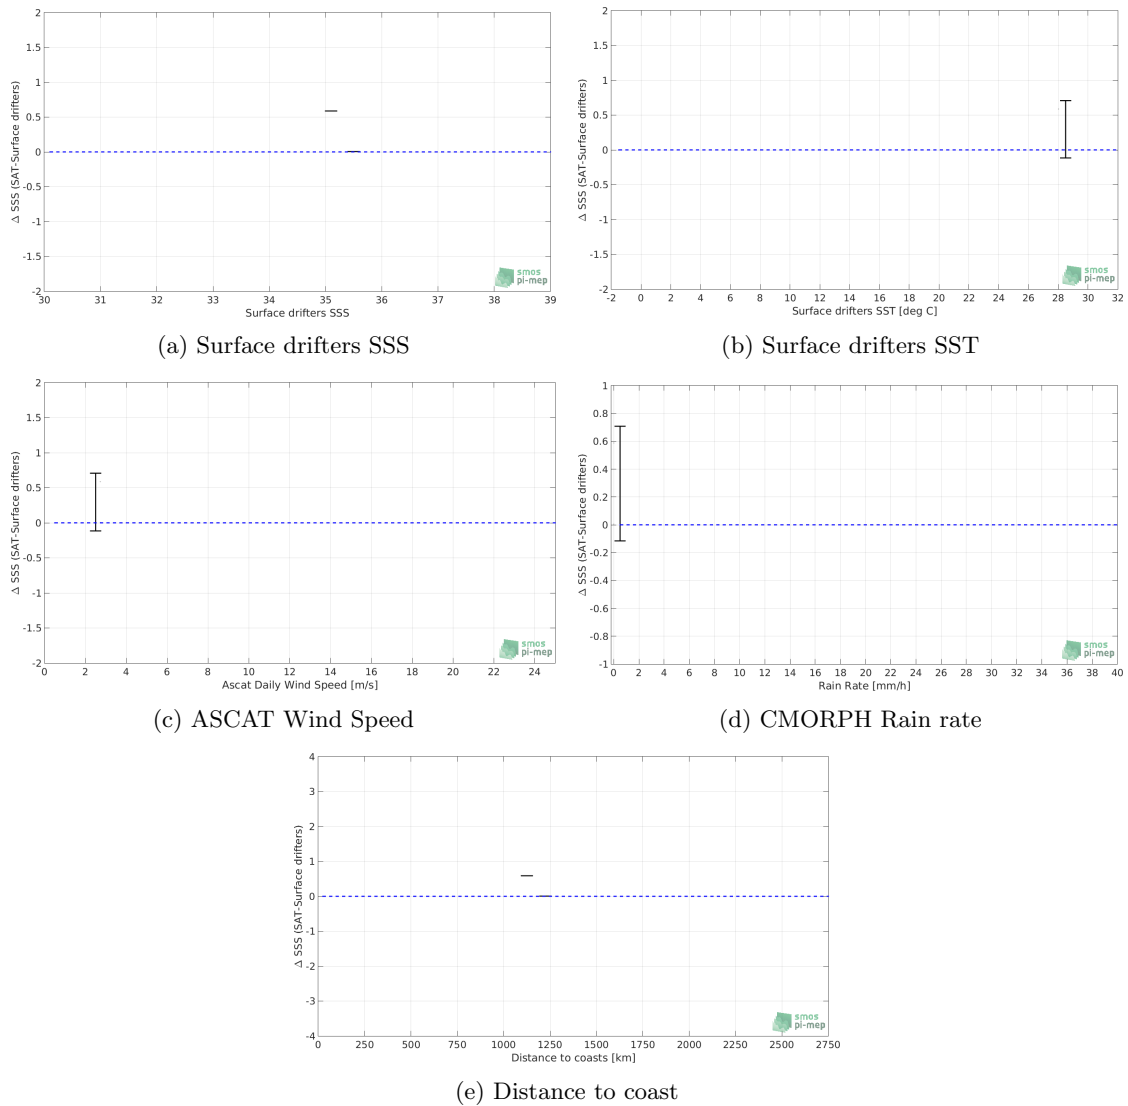 2
1.5
1
0.5
0
-0.5
-1
-1.5
-2
30 31 32 33 34 35 36 37 38 39
Δ SSS (SAT-Surface drifters)
Surface drifters SSS
smos
pi-mep
(a) Surface drifters SSS
2
1.5
1
0.5
0
-0.5
-1
-1.5
-2
-2 0 2 4 6 8 10 12 14 16 18 20 22 24 26 28 30 32
Δ SSS (SAT-Surface drifters)
Surface drifters SST [deg C]
smos
pi-mep
(b) Surface drifters SST
2
1.5
1
0.5
0
-0.5
-1
-1.5
-2
0 2 4 6 8 10 12 14 16 18 20 22 24
Δ SSS (SAT-Surface drifters)
Ascat Daily Wind Speed [m/s]
smos
pi-mep
(c) ASCAT Wind Speed
1
0.8
0.6
0.4
0.2
0
-0.2
-0.4
-0.6
-0.8
-1
0 2 4 6 8 10 12 14 16 18 20 22 24 26 28 30 32 34 36 38 40
Δ SSS (SAT-Surface drifters)
Rain Rate [mm/h]
smos
pi-mep
(d) CMORPH Rain rate
4
3
2
1
0
-1
-2
-3
-4
0 250 500 750 1000 1250 1500 1750 2000 2250 2500 2750
Δ SSS (SAT-Surface drifters)
Distance to coasts [km]
smos
pi-mep
(e) Distance to coast